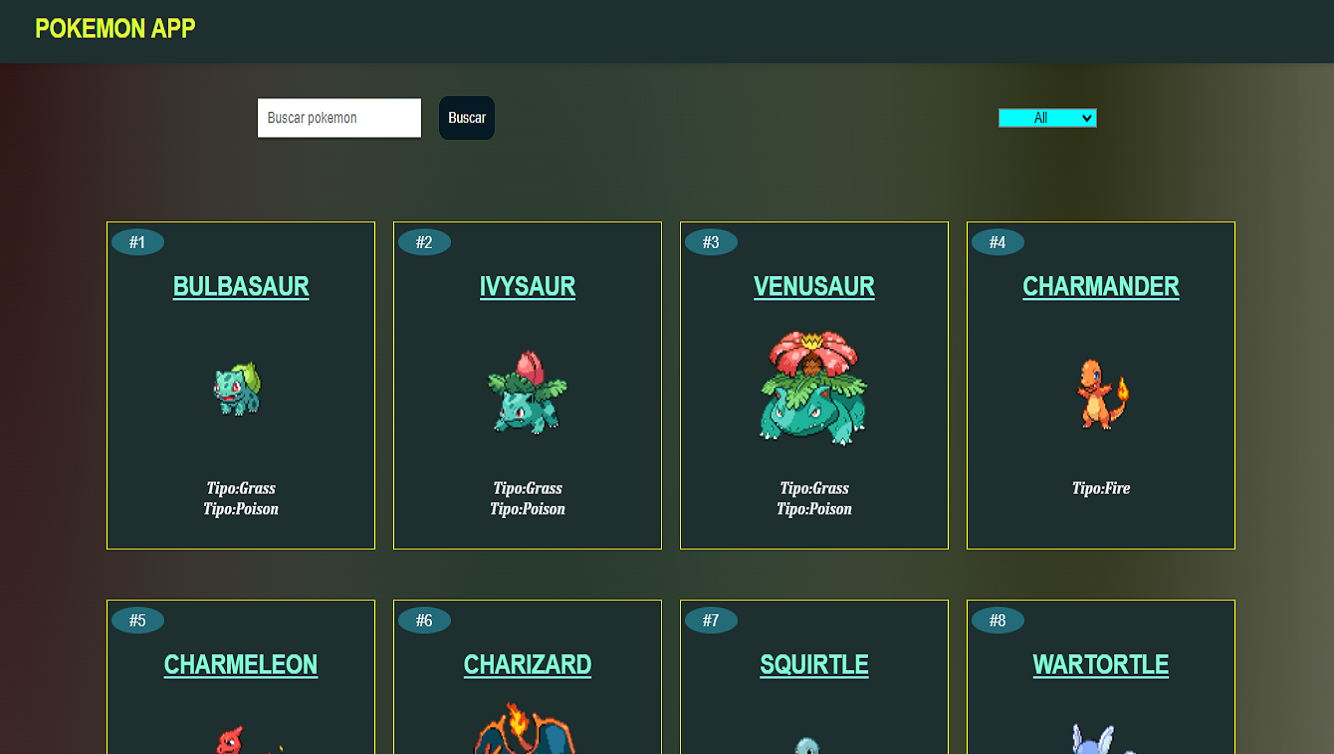 POKEMON APP
Buscar pokemon
Buscar
All
#1
BULBASAUR
Tipo:Grass
Tipo:Poison
#2
IVYSAUR
Tipo:Grass
Tipo:Poison
#3
VENUSAUR
Tipo:Grass
Tipo:Poison
#4
CHARMANDER
Tipo:Fire
#5
CHARMELEON
#6
CHARIZARD
#7
SQUIRTLE
#8
WARTORTLE